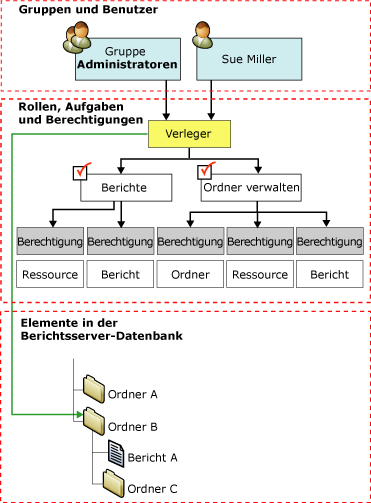 Gruppen und Benutzer
Gruppe
Administratoren
Sue Miller
Rollen, Aufgaben
und Berechtigungen
Verleger
Berichte
Ordner verwalten
Berechtigung
Berechtigung
Berechtigung
Berechtigung
Berechtigung
Ressource
Bericht
Ordner
Ressource
Bericht
Elemente in der
Berichtsserver-Datenbank
Ordner A
Ordner B
Bericht A
Ordner C